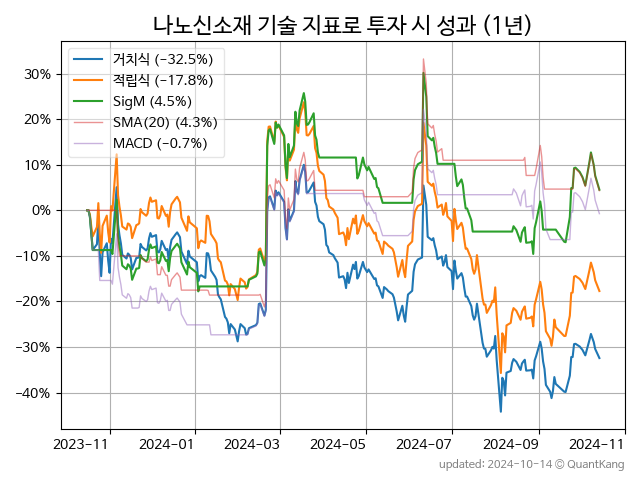 나노신소재 기술 지표로 투자 시 성과 (1년)
거치식 (−32.5%)
적립식 (−17.8%)
SigM (4.5%)
SMA(20) (4.3%)
MACD (−0.7%)
30%
20%
10%
0%
−10%
−20%
−30%
−40%
2023−11 2024−01 2024−03 2024−05 2024−07 2024−09 2024−11
updated: 2024-10-14 © QuantKang